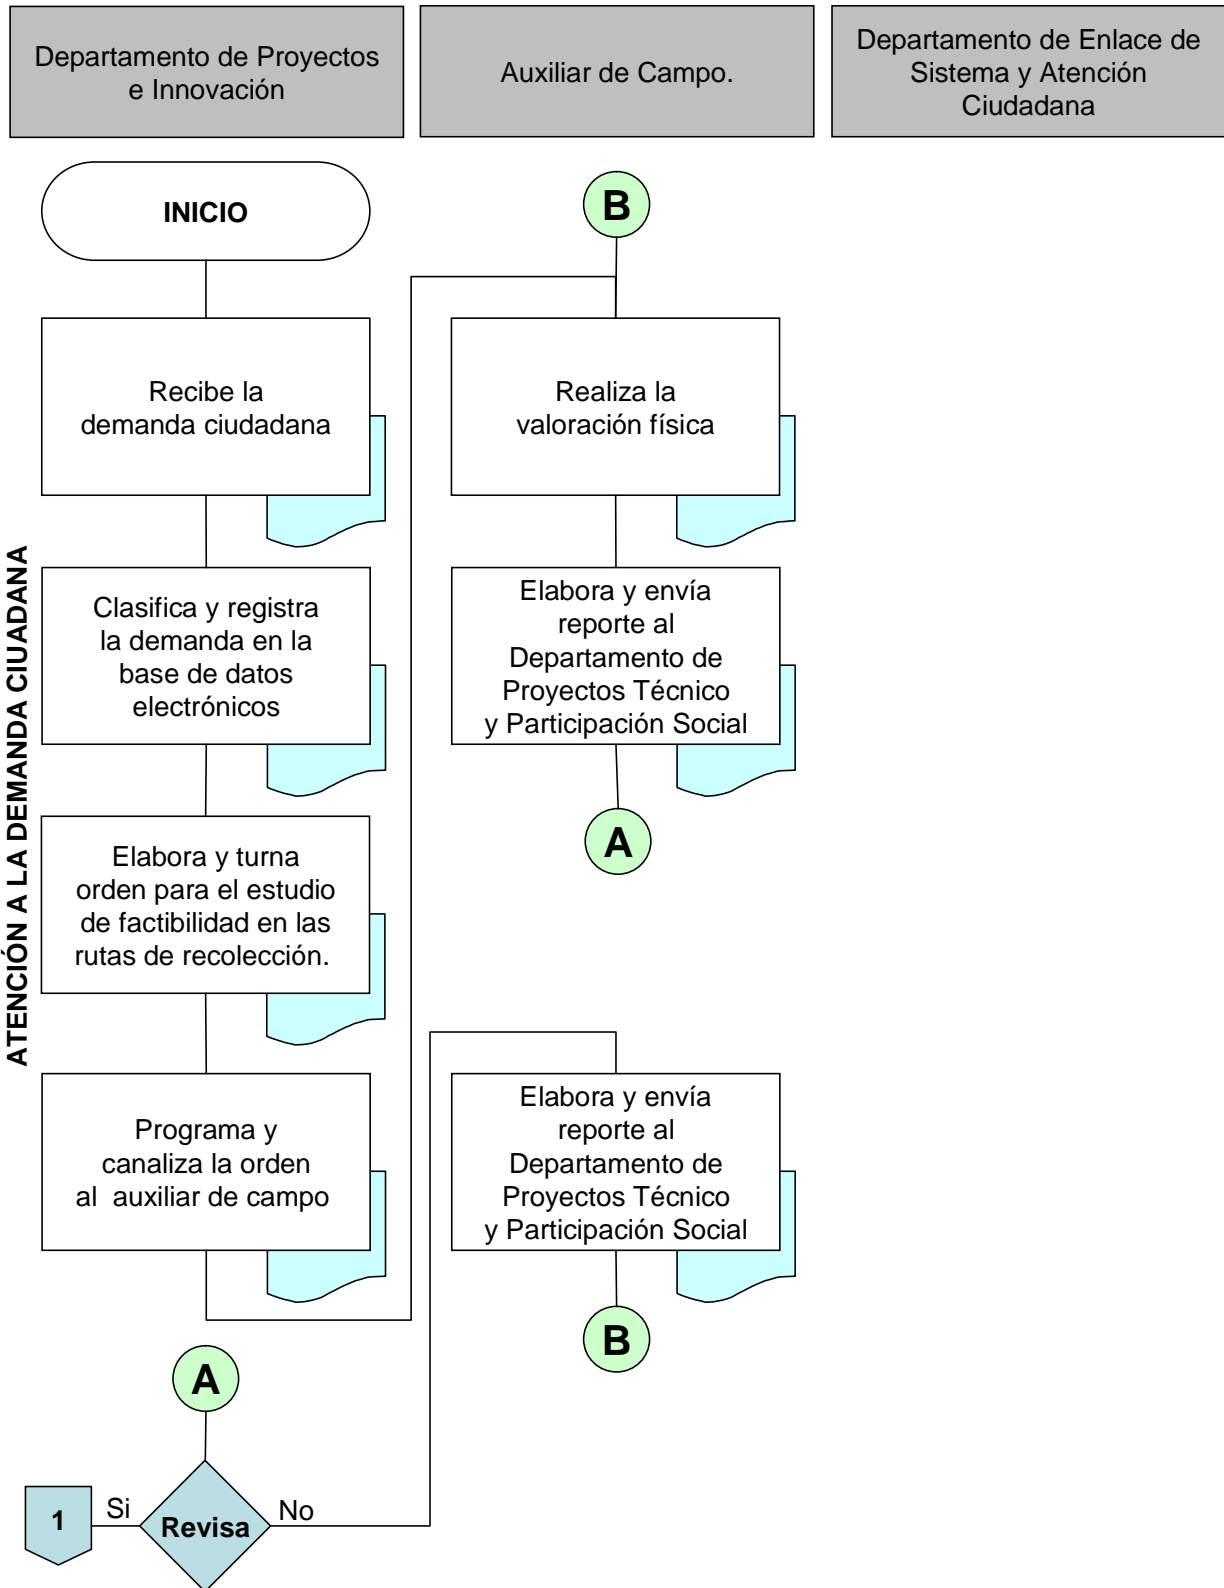 Departamento de Proyectos
e Innovación
Auxiliar de Campo.
Departamento de Enlace de
Sistema y Atención
Ciudadana
ATENCIÓN A LA DEMANDA CIUDADANA
INICIO
Recibe la
demanda ciudadana
Clasifica y registra
la demanda en la
base de datos
electrónicos
Elabora y turna
orden para el estudio
de factibilidad en las
rutas de recolección.
Programa y
canaliza la orden
al auxiliar de campo
A
Revisa
Si
1
No
B
Realiza la
valoración física
Elabora y envía
reporte al
Departamento de
Proyectos Técnico
y Participación Social
A
Elabora y envía
reporte al
Departamento de
Proyectos Técnico
y Participación Social
B